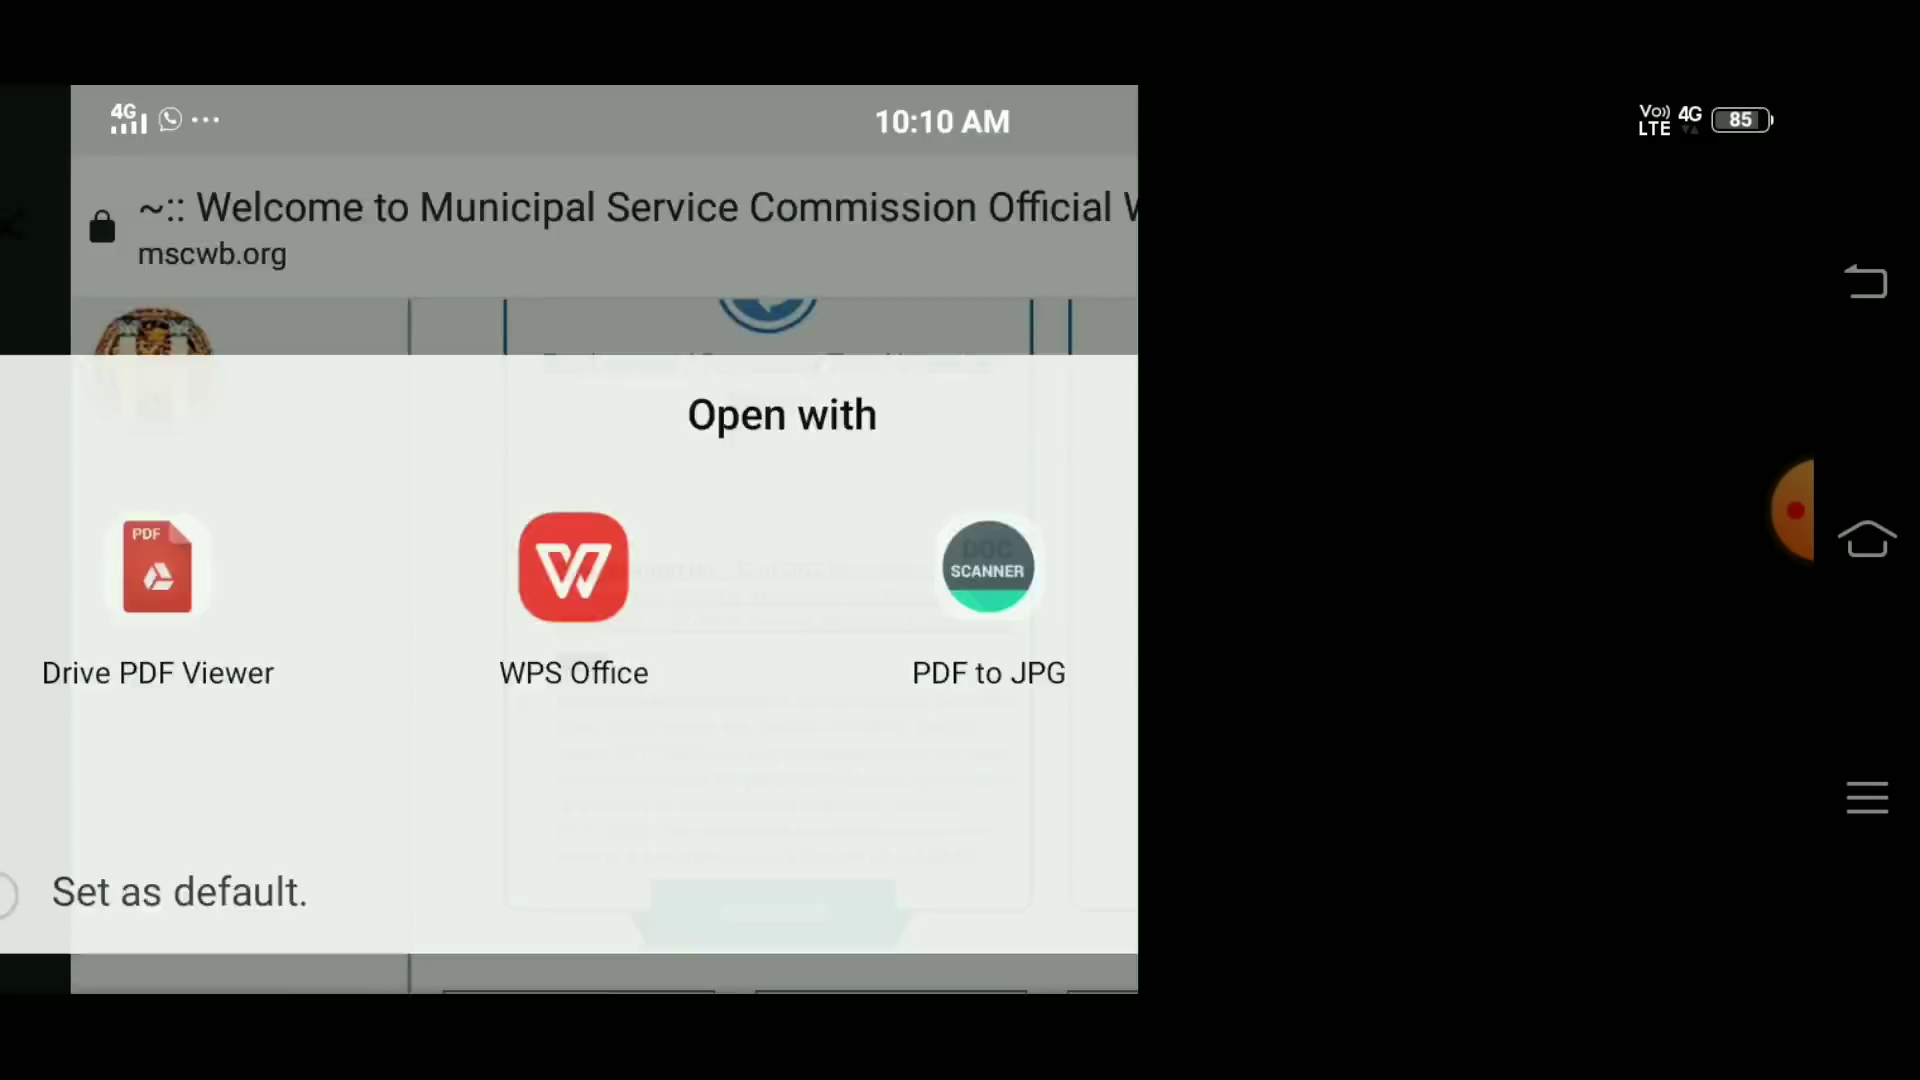 4G 10:10 AM Vo)) LTE 4G 85
~:: Welcome to Municipal Service Commission Official
mscwb.org
Open with
PDF
DOC SCANNER
Drive PDF Viewer WPS Office PDF to JPG
Set as default.